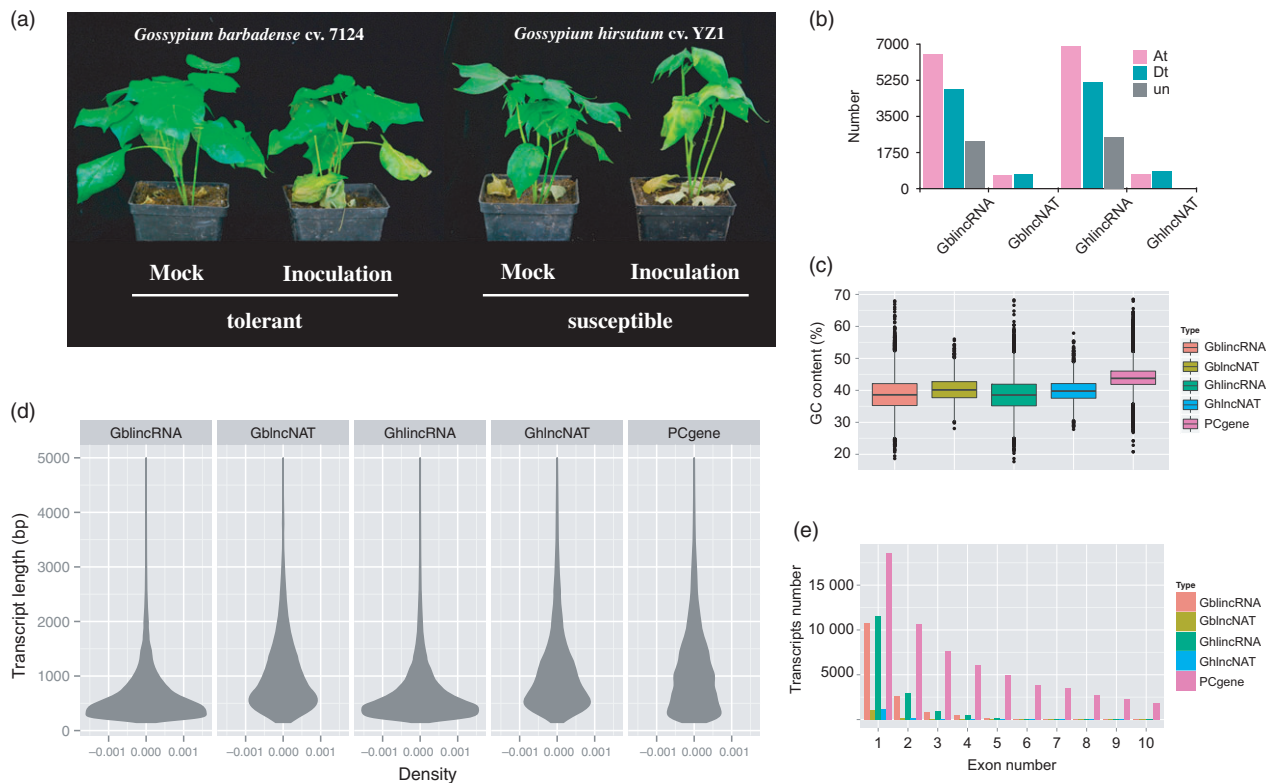 (a)
Gossypium barbadense cv. 7124
Gossypium hirsutum cv. YZ1
Mock
Inoculation
Mock
Inoculation
tolerant
susceptible
(b)
Number
7000
5250
3500
1750
0
At
Dt
un
GblincRNA
GblncNAT
GhlincRNA
GhlncNAT
(c)
GC content (%)
70
60
50
40
30
20
Type
GblincRNA
GblncNAT
GhlincRNA
GhlncNAT
PCgene
(d)
GblincRNA
GblncNAT
GhlincRNA
GhlncNAT
PCgene
Transcript length (bp)
5000
4000
3000
2000
1000
0
−0.001 0.000 0.001
−0.001 0.000 0.001
−0.001 0.000 0.001
−0.001 0.000 0.001
−0.001 0.000 0.001
Density
(e)
Transcripts number
15 000
10 000
5000
1 2 3 4 5 6 7 8 9 10
Exon number
Type
GblincRNA
GblncNAT
GhlincRNA
GhlncNAT
PCgene